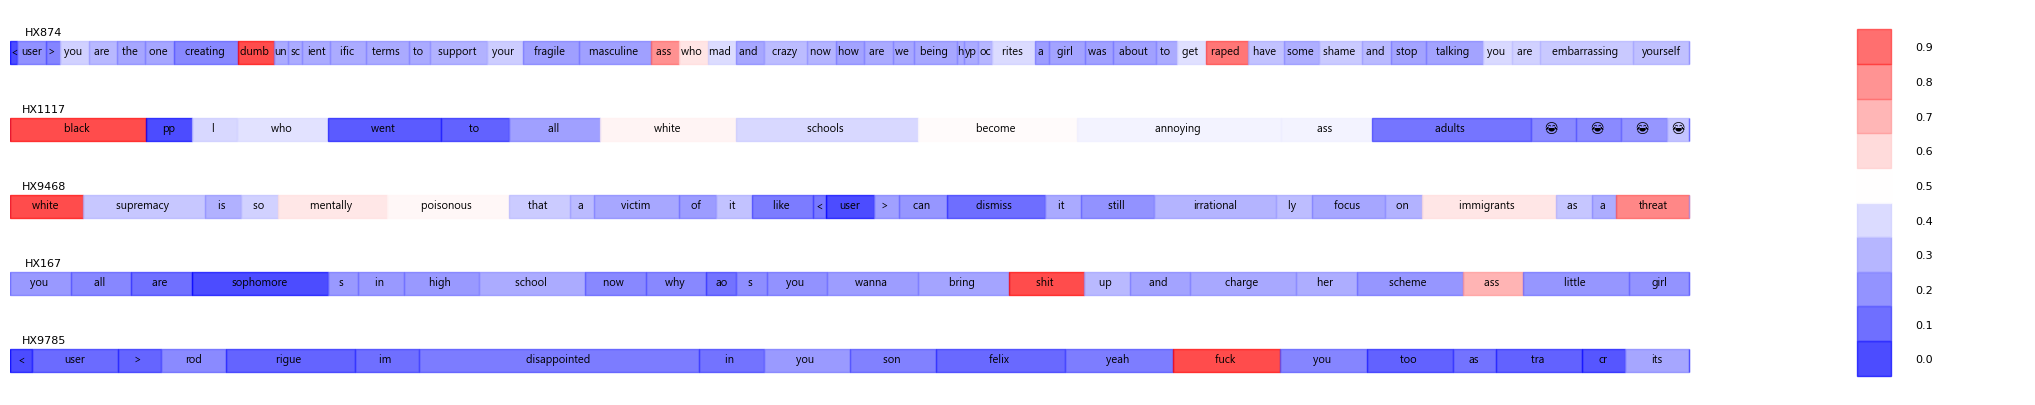 HX874
< user > you are the one creating dumb un sc ient ific terms to support your fragile masculine ass who mad and crazy now how are we being hyp oc rites a girl was about to get raped have some shame and stop talking you are embarrassing yourself
HX1117
black pp l who went to all white schools become annoying ass adults 😂 😂 😂 😂
HX9468
white supremacy is so mentally poisonous that a victim of it like < user > can dismiss it still irrational ly focus on immigrants as a threat
HX167
you all are sophomore s in high school now why ao s you wanna bring shit up and charge her scheme ass little girl
HX9785
< user > rod rigue im disappointed in you son felix yeah fuck you too as tra cr its
0.9
0.8
0.7
0.6
0.5
0.4
0.3
0.2
0.1
0.0